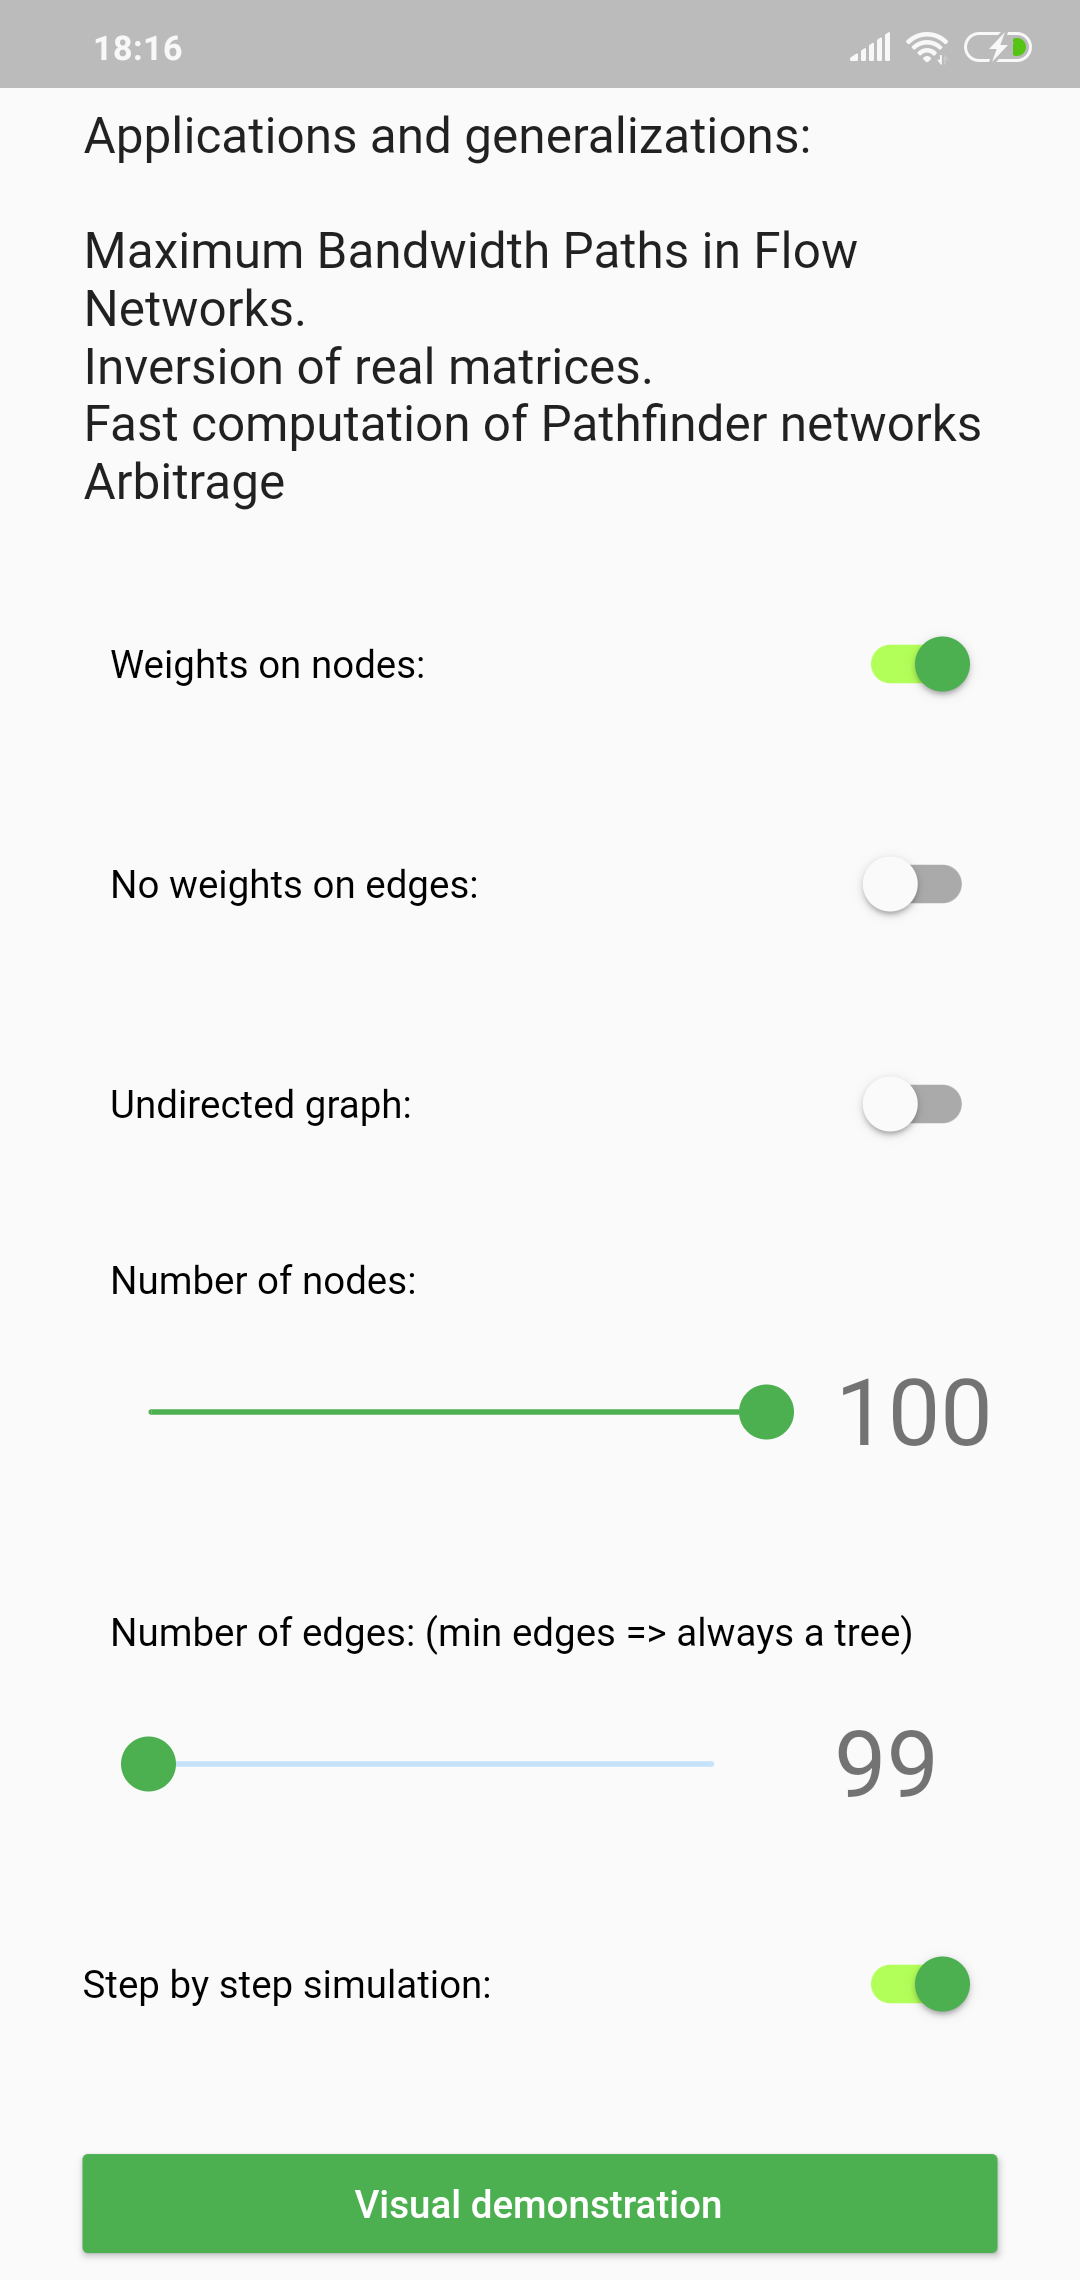 18:16
Applications and generalizations:
Maximum Bandwidth Paths in Flow
Networks.
Inversion of real matrices.
Fast computation of Pathfinder networks
Arbitrage
Weights on nodes:
No weights on edges:
Undirected graph:
Number of nodes:
100
Number of edges: (min edges => always a tree)
99
Step by step simulation:
Visual demonstration